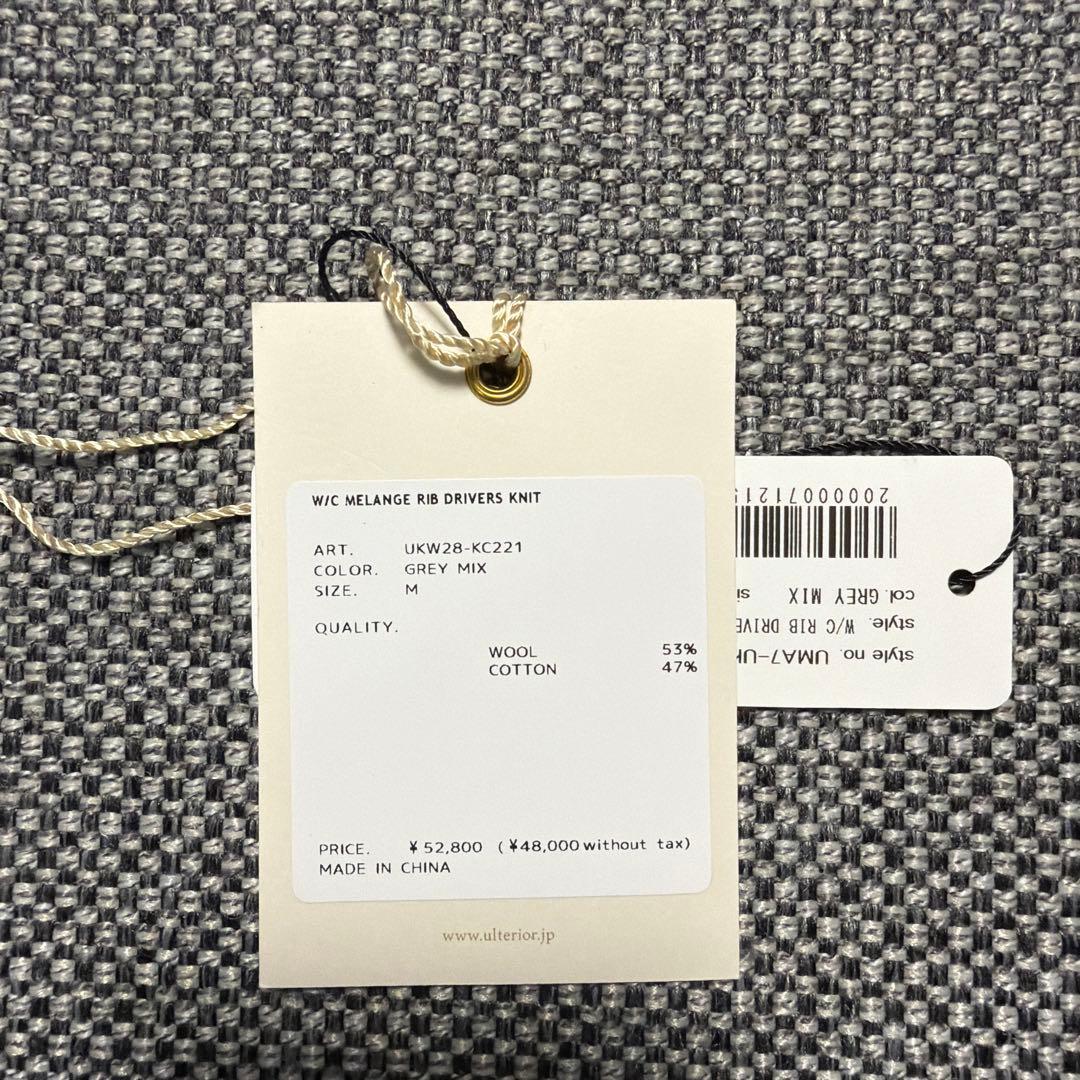 W/C MELANGE RIB DRIVERS KNIT
ART. UKW28-KC221
COLOR. GREY MIX
SIZE. M
QUALITY.
WOOL 53%
COTTON 47%
PRICE. ¥52,800 (¥48,000 without tax)
MADE IN CHINA
www.ulterior.jp
style no. UMA7-U
style. W/C RIB DRIVE
col. GREY MIX si
200000712